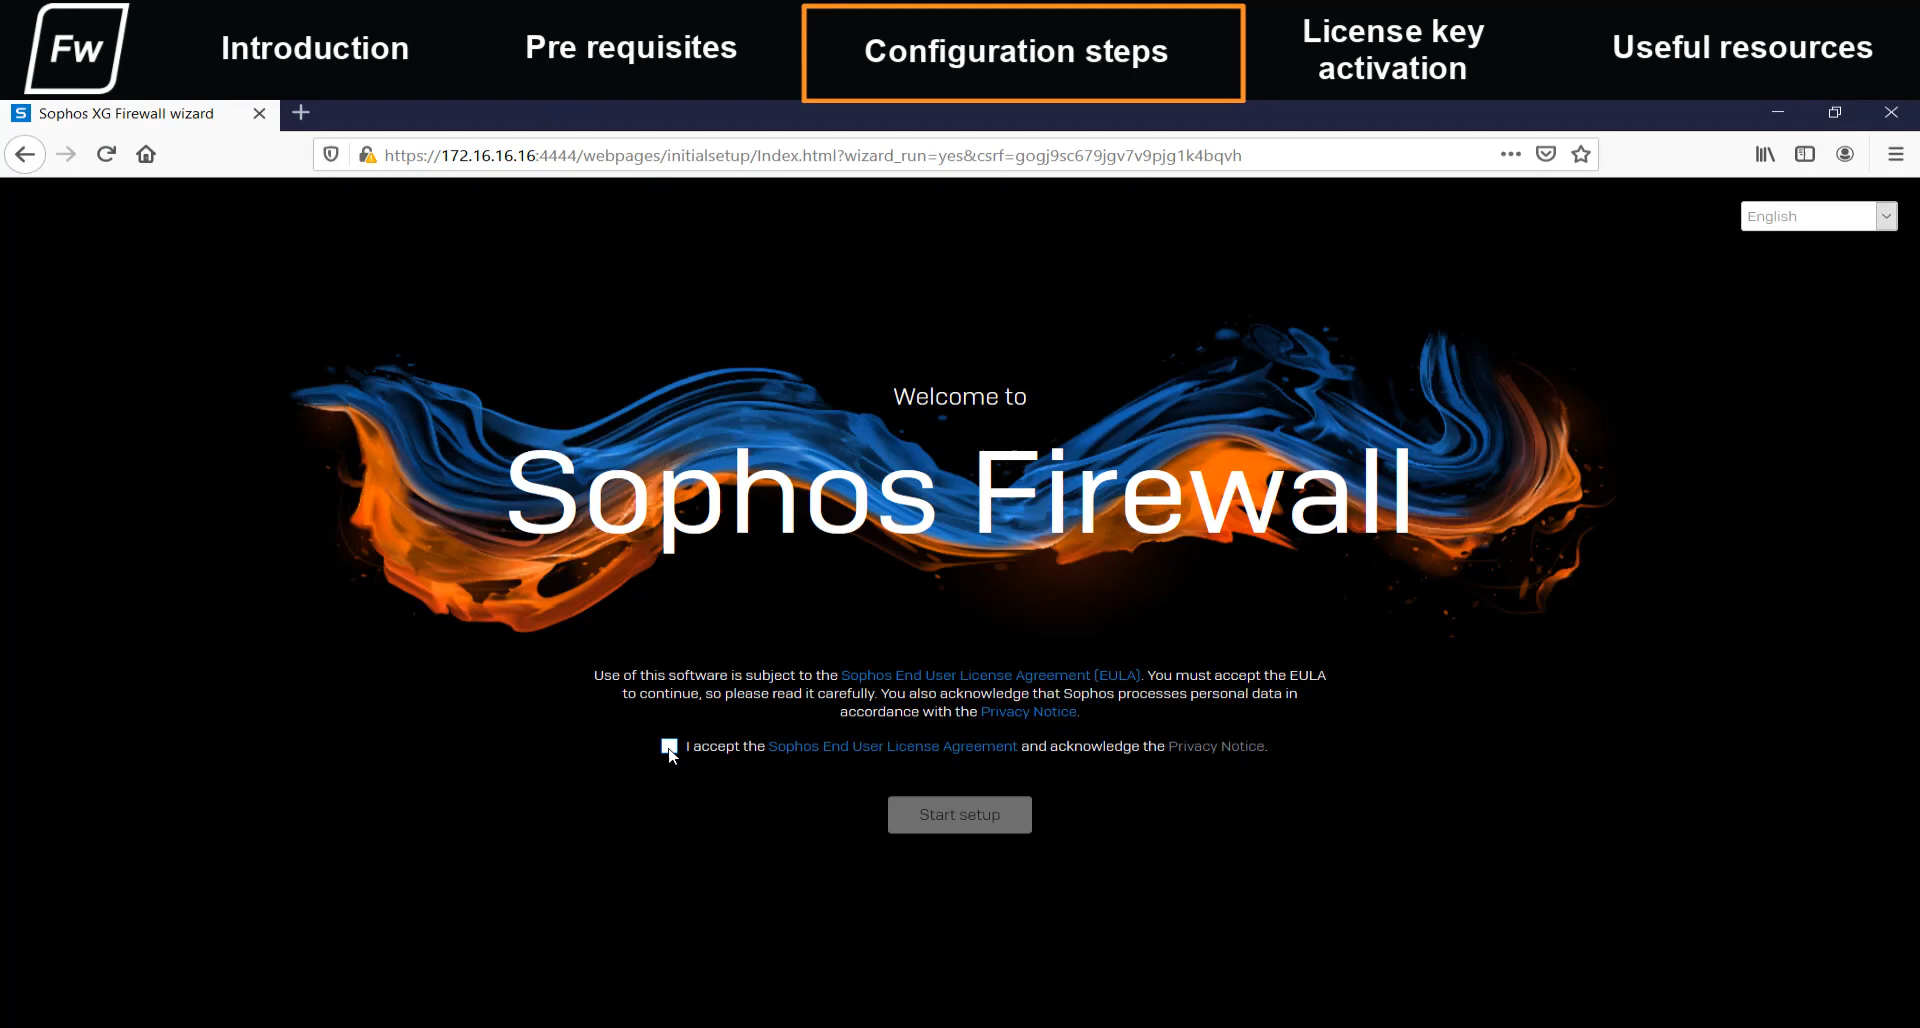 Fw
Introduction
Pre requisites
Configuration steps
License key
activation
Useful resources
S
Sophos XG Firewall wizard
https://172.16.16.16:4444/webpages/initialsetup/Index.html?wizard_run=yes&csrf=gogj9sc679jgv7v9pjg1k4bqvh
English
Welcome to
Sophos Firewall
Use of this software is subject to the Sophos End User License Agreement (EULA). You must accept the EULA
to continue, so please read it carefully. You also acknowledge that Sophos processes personal data in
accordance with the Privacy Notice.
I accept the Sophos End User License Agreement and acknowledge the Privacy Notice.
Start setup